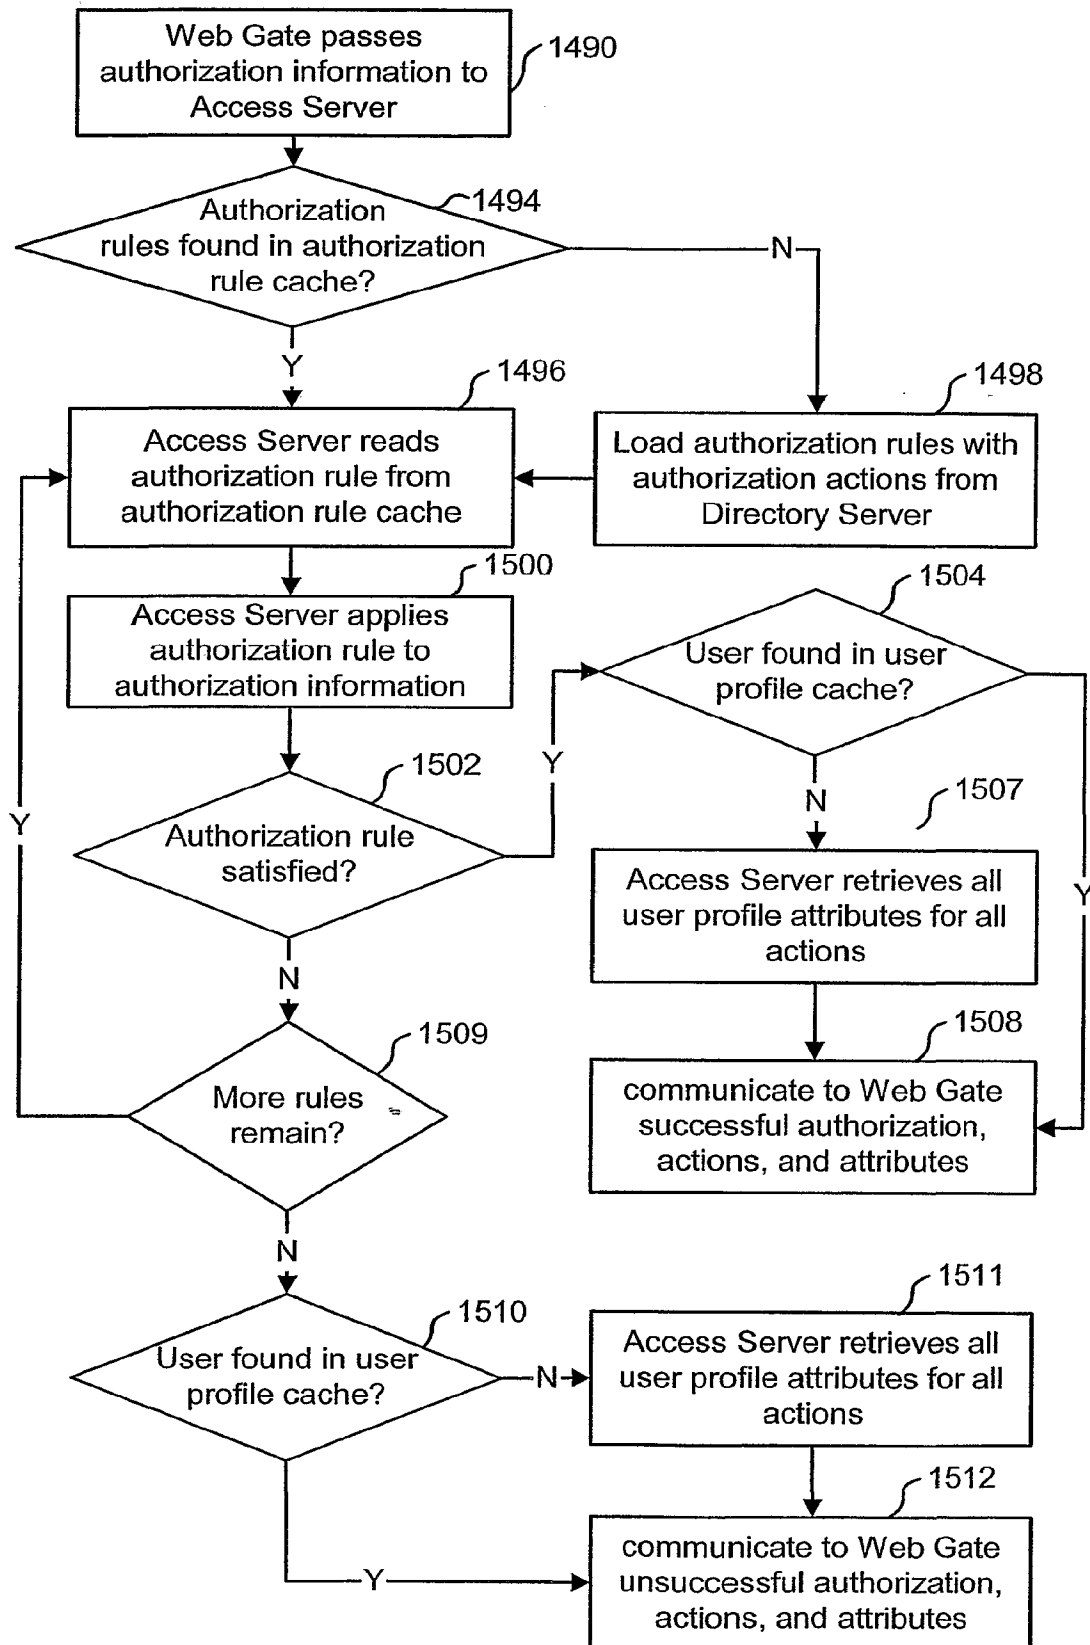 Web Gate passes
authorization information to
Access Server
1490
1494
Authorization
rules found in authorization
rule cache?
N
Y
1496
1498
Access Server reads
authorization rule from
authorization rule cache
Load authorization rules with
authorization actions from
Directory Server
1500
1504
Access Server applies
authorization rule to
authorization information
User found in user
profile cache?
Y
1502
N
1507
Y
Authorization rule
satisfied?
Access Server retrieves all
user profile attributes for all
actions
Y
N
1508
1509
More rules
remain?
communicate to Web Gate
successful authorization,
actions, and attributes
N
1511
1510
User found in user
profile cache?
N
Access Server retrieves all
user profile attributes for all
actions
1512
Y
communicate to Web Gate
unsuccessful authorization,
actions, and attributes